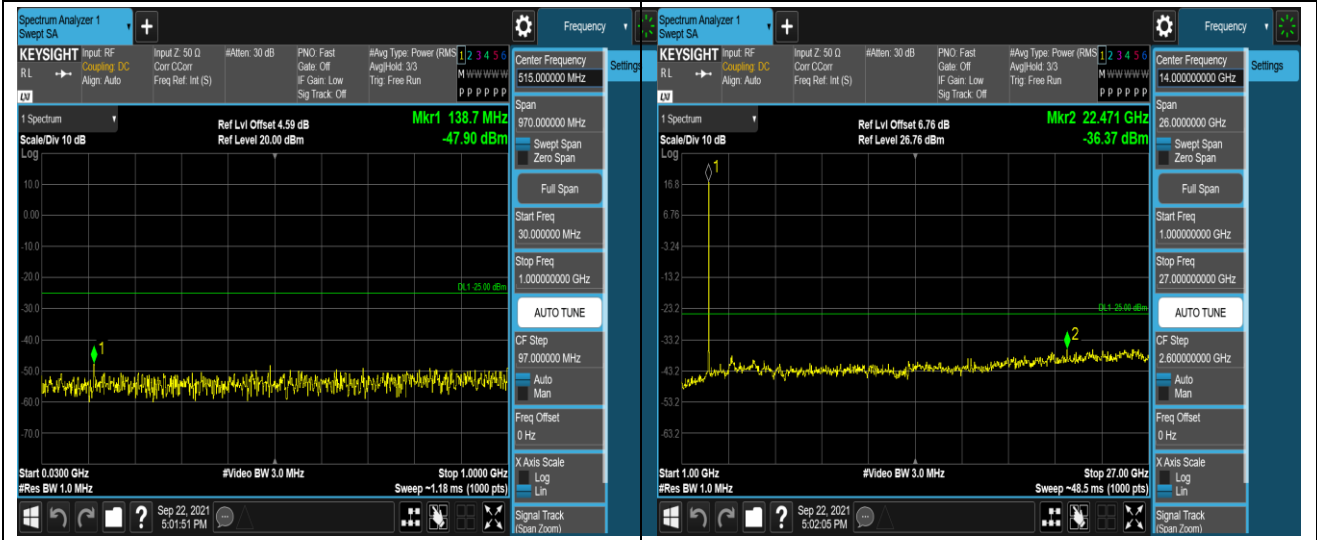 Spectrum Analyzer 1
Swept SA
+
Frequency
KEYSIGHT
RL
LXI
Input: RF
Coupling: DC
Align: Auto
Input Z: 50 Ω
Corr CCorr
Freq Ref: Int (S)
#Atten: 30 dB
PNO: Fast
Gate: Off
IF Gain: Low
Sig Track: Off
#Avg Type: Power (RMS
Avg|Hold: 3/3
Trig: Free Run
1 2 3 4 5 6
M W W W W W
P P P P P P
Center Frequency
515.000000 MHz
Settings
Span
970.000000 MHz
Swept Span
Zero Span
Full Span
Start Freq
30.000000 MHz
Stop Freq
1.000000000 GHz
AUTO TUNE
CF Step
97.000000 MHz
Auto
Man
Freq Offset
0 Hz
X Axis Scale
Log
Lin
Signal Track
(Span Zoom)
1 Spectrum
Scale/Div 10 dB
Log
Ref Lvl Offset 4.59 dB
Ref Level 20.00 dBm
Mkr1 138.7 MHz
-47.90 dBm
10.0
0.00
-10.0
-20.0
DL1 -25.00 dBm
-30.0
-40.0
1
-50.0
-60.0
-70.0
Start 0.0300 GHz
#Res BW 1.0 MHz
#Video BW 3.0 MHz
Stop 1.0000 GHz
Sweep ~1.18 ms (1000 pts)
?
Sep 22, 2021
5:01:51 PM
Spectrum Analyzer 1
Swept SA
+
Frequency
KEYSIGHT
RL
LXI
Input: RF
Coupling: DC
Align: Auto
Input Z: 50 Ω
Corr CCorr
Freq Ref: Int (S)
#Atten: 30 dB
PNO: Fast
Gate: Off
IF Gain: Low
Sig Track: Off
#Avg Type: Power (RMS
Avg|Hold: 3/3
Trig: Free Run
1 2 3 4 5 6
M W W W W W
P P P P P P
Center Frequency
14.000000000 GHz
Settings
Span
26.0000000 GHz
Swept Span
Zero Span
Full Span
Start Freq
1.000000000 GHz
Stop Freq
27.000000000 GHz
AUTO TUNE
CF Step
2.600000000 GHz
Auto
Man
Freq Offset
0 Hz
X Axis Scale
Log
Lin
Signal Track
(Span Zoom)
1 Spectrum
Scale/Div 10 dB
Log
Ref Lvl Offset 6.76 dB
Ref Level 26.76 dBm
Mkr2 22.471 GHz
-36.37 dBm
1
16.8
6.76
-3.24
-13.2
-23.2
DL1 -25.00 dBm
-33.2
2
-43.2
-53.2
-63.2
Start 1.00 GHz
#Res BW 1.0 MHz
#Video BW 3.0 MHz
Stop 27.00 GHz
Sweep ~48.5 ms (1000 pts)
?
Sep 22, 2021
5:02:05 PM